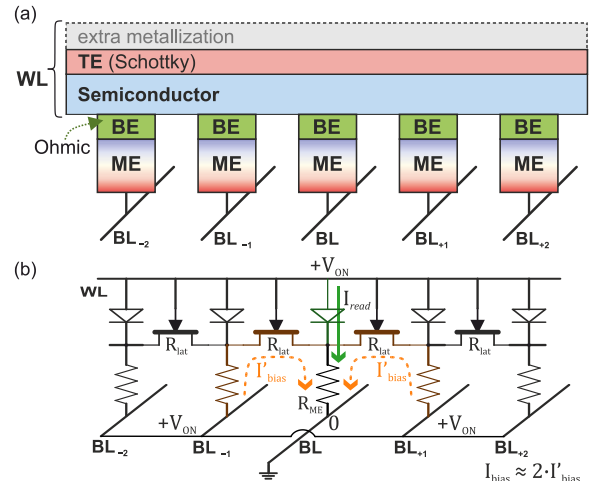 (a)
extra metallization
TE (Schottky)
WL
Semiconductor
BE BE BE BE BE
Ohmic
ME ME ME ME ME
BL-2 BL-1 BL BL+1 BL+2
(b)
+VON
WL
Iread
Rlat Rlat Rlat Rlat
I'bias I'bias
RME
+VON 0 +VON
BL-2 BL-1 BL BL+1 BL+2
Ibias ≈ 2·I'bias